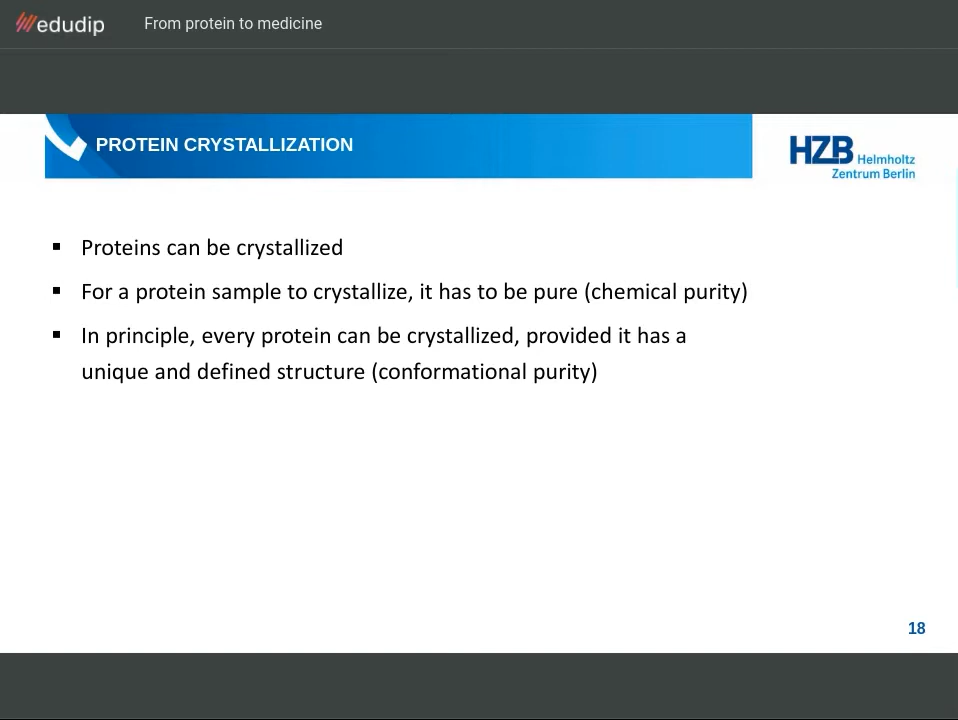 edudip
From protein to medicine
PROTEIN CRYSTALLIZATION
HZB Helmholtz
Zentrum Berlin
▪ Proteins can be crystallized
▪ For a protein sample to crystallize, it has to be pure (chemical purity)
▪ In principle, every protein can be crystallized, provided it has a
unique and defined structure (conformational purity)
18